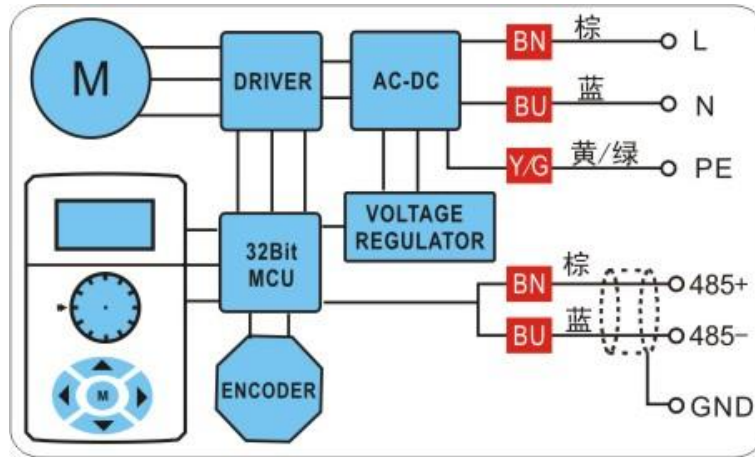 M
DRIVER
AC-DC
BN 棕 L
BU 蓝 N
Y/G 黄/绿 PE
VOLTAGE
REGULATOR
32Bit
MCU
BN 棕 485+
BU 蓝 485-
ENCODER
M
GND